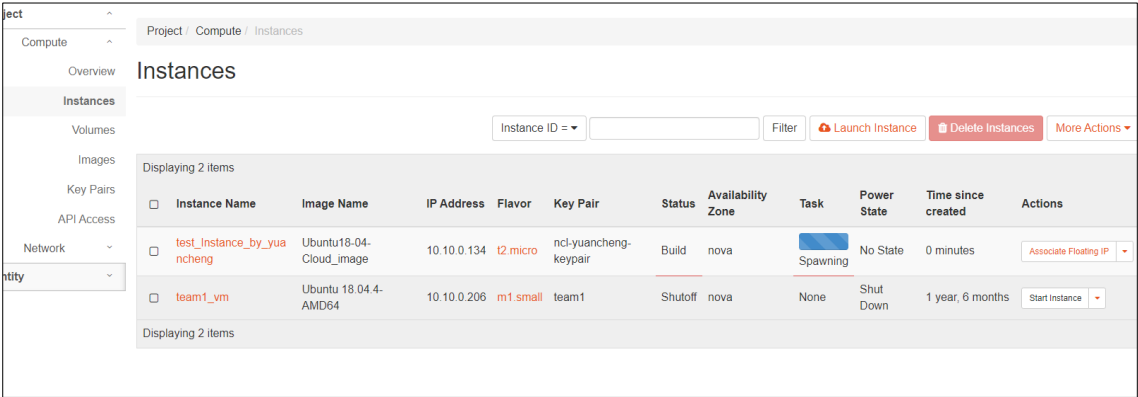 ject
Compute
Overview
Instances
Volumes
Images
Key Pairs
API Access
Network
ntity
Project / Compute / Instances
Instances
Instance ID = Filter Launch Instance Delete Instances More Actions
Displaying 2 items
Instance Name Image Name IP Address Flavor Key Pair Status Availability Zone Task Power State Time since created Actions
test_Instance_by_yua
ncheng Ubuntu18-04-
Cloud_image 10.10.0.134 t2.micro ncl-yuancheng-
keypair Build nova Spawning No State 0 minutes Associate Floating IP
team1_vm Ubuntu 18.04.4-
AMD64 10.10.0.206 m1.small team1 Shutoff nova None Shut
Down 1 year, 6 months Start Instance
Displaying 2 items